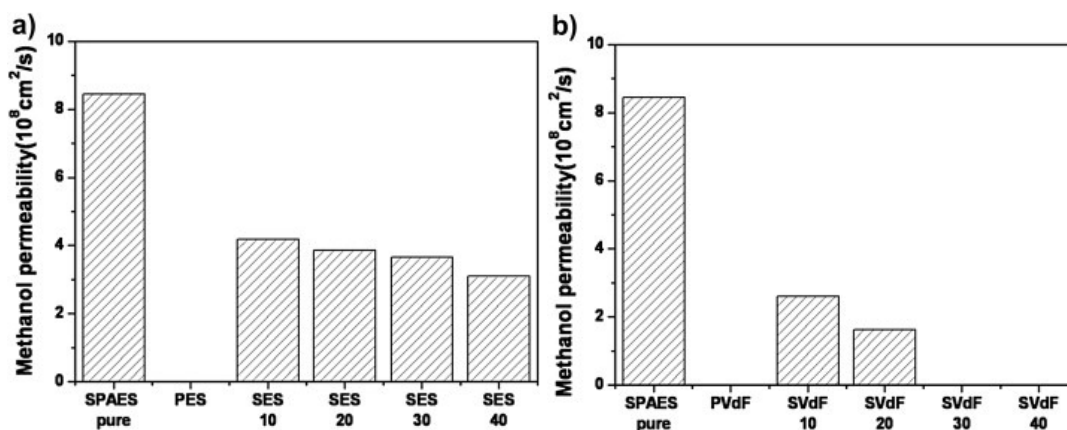 a)
Methanol permeability(10⁸cm²/s)
10
8
6
4
2
0
SPAES PES SES SES SES SES
pure 10 20 30 40
b)
Methanol permeability(10⁸cm²/s)
10
8
6
4
2
0
SPAES PVdF SVdF SVdF SVdF SVdF
pure 10 20 30 40